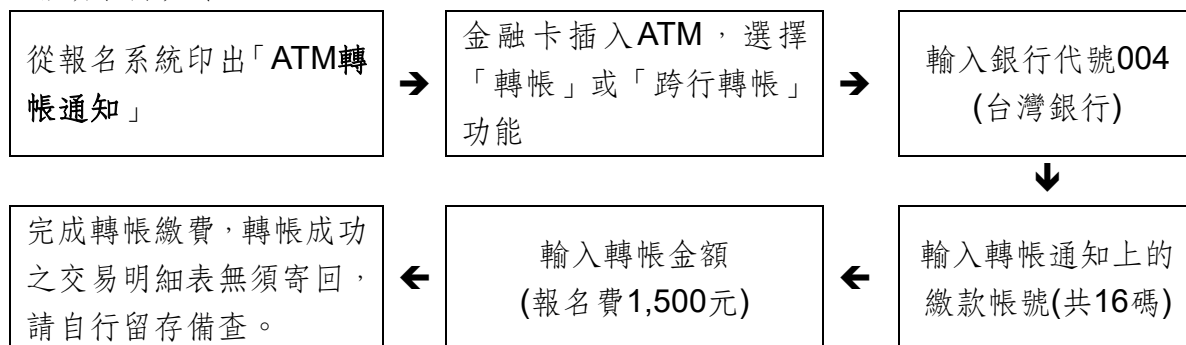 從報名系統印出「ATM轉
帳通知」
➔
金融卡插入ATM，選擇
「轉帳」或「跨行轉帳」
功能
➔
輸入銀行代號004
(台灣銀行)
輸入轉帳通知上的
繳款帳號(共16碼)
輸入轉帳金額
(報名費1,500元)
完成轉帳繳費，轉帳成功
之交易明細表無須寄回，
請自行留存備查。